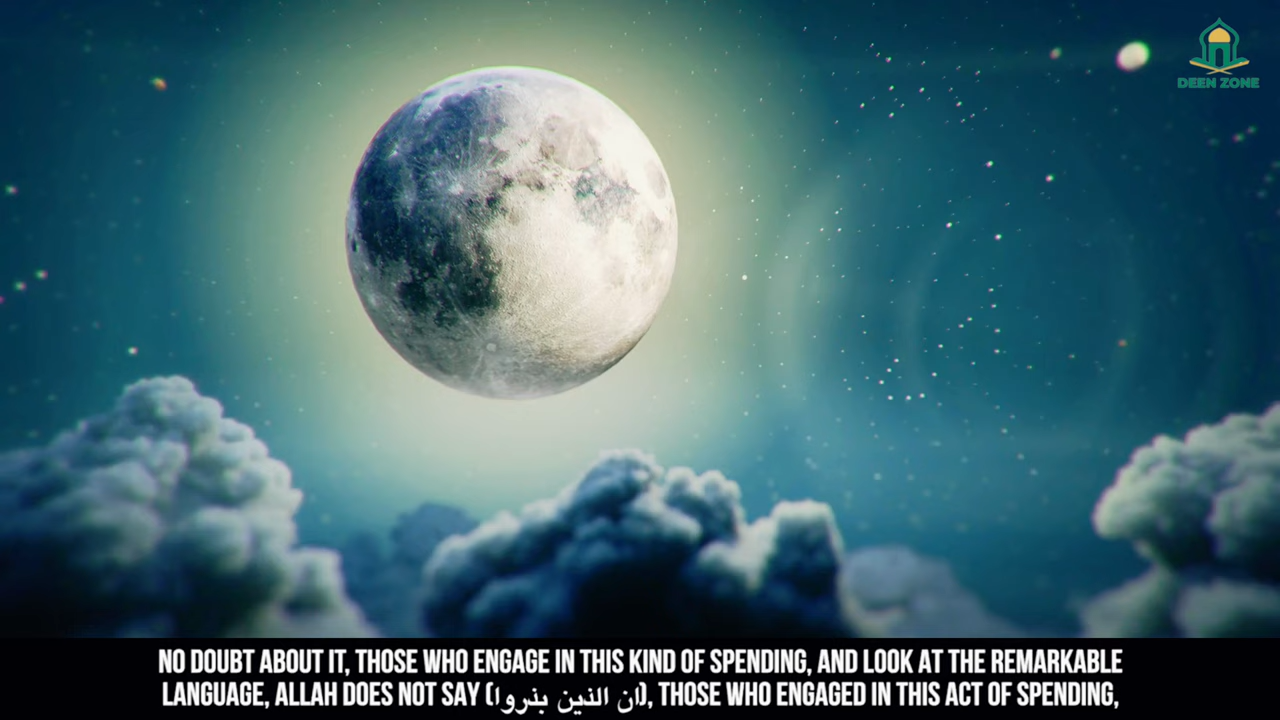 DEEN ZONE
NO DOUBT ABOUT IT, THOSE WHO ENGAGE IN THIS KIND OF SPENDING, AND LOOK AT THE REMARKABLE
LANGUAGE, ALLAH DOES NOT SAY (ان الذين بذروا), THOSE WHO ENGAGED IN THIS ACT OF SPENDING,